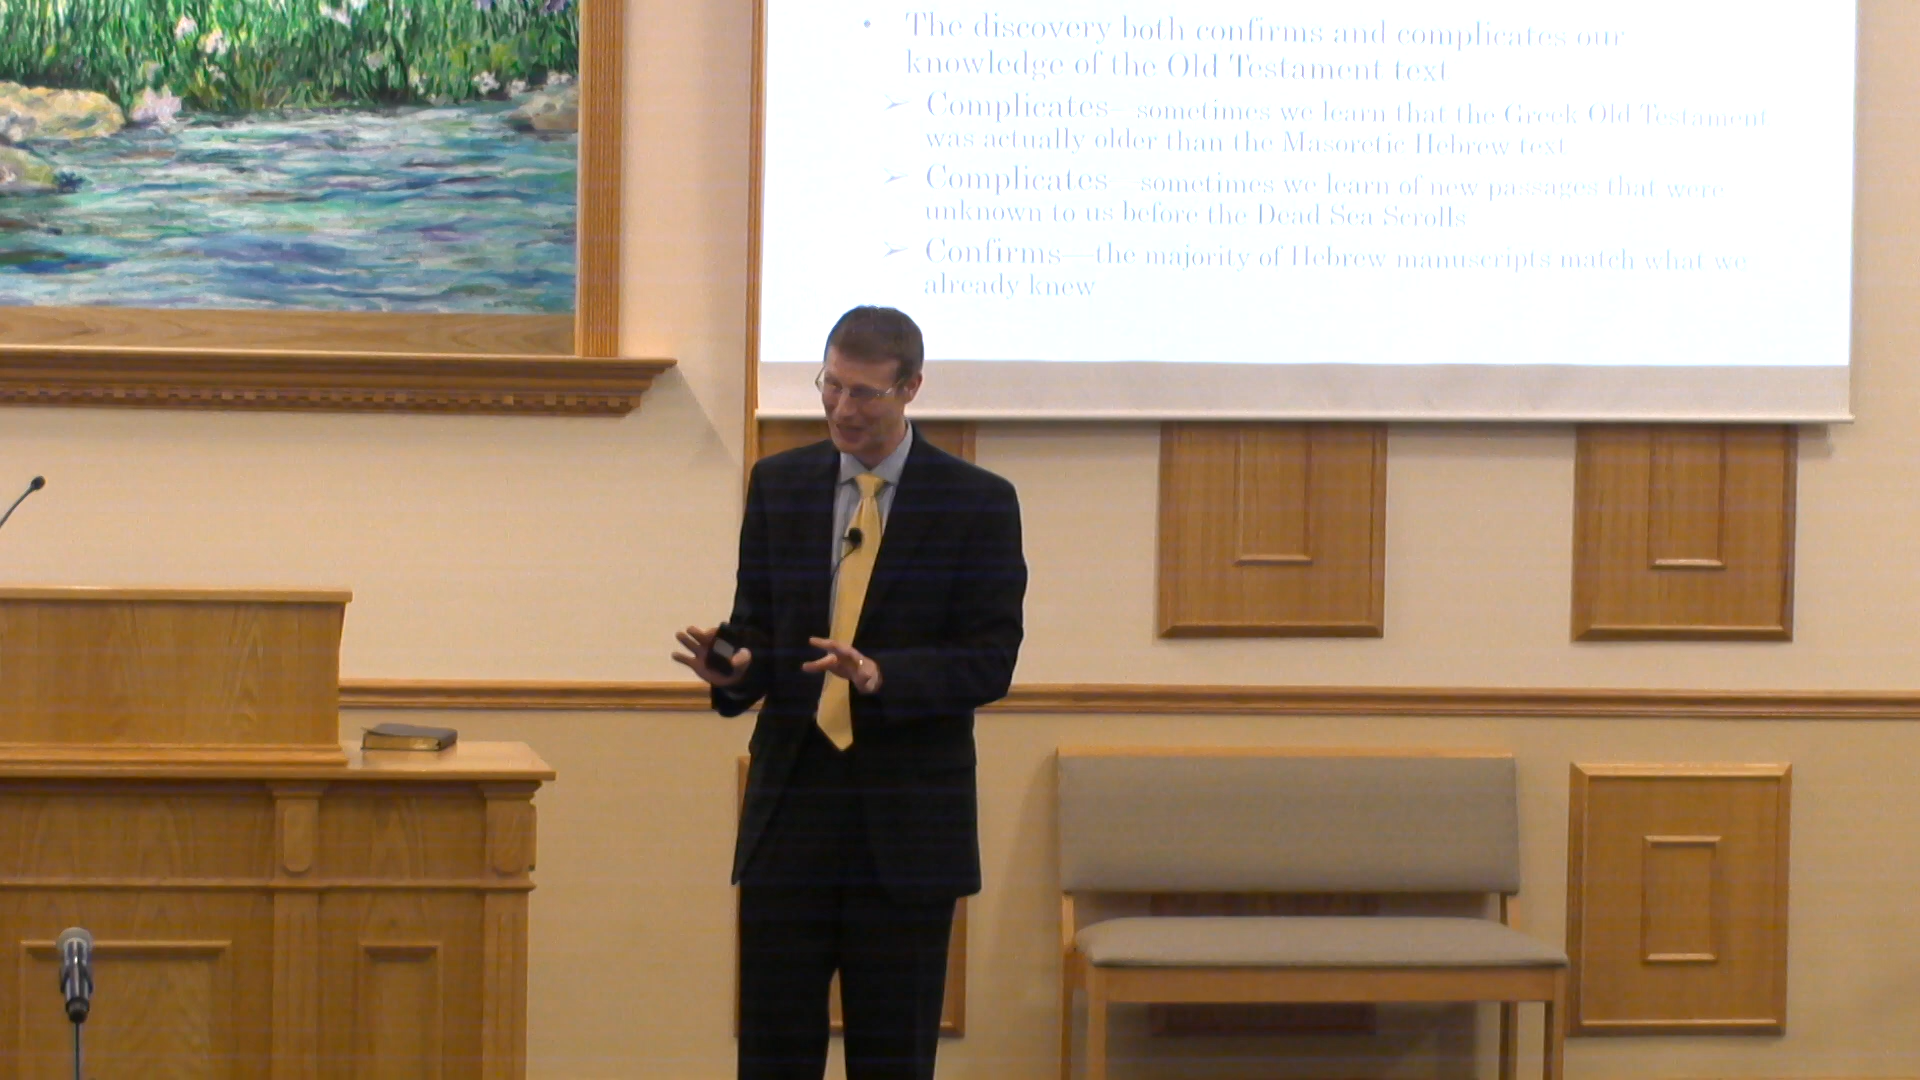 • The discovery both confirms and complicates our
knowledge of the Old Testament text
➢ Complicates—sometimes we learn that the Greek Old Testament
was actually older than the Masoretic Hebrew text
➢ Complicates—sometimes we learn of new passages that were
unknown to us before the Dead Sea Scrolls
➢ Confirms—the majority of Hebrew manuscripts match what we
already knew